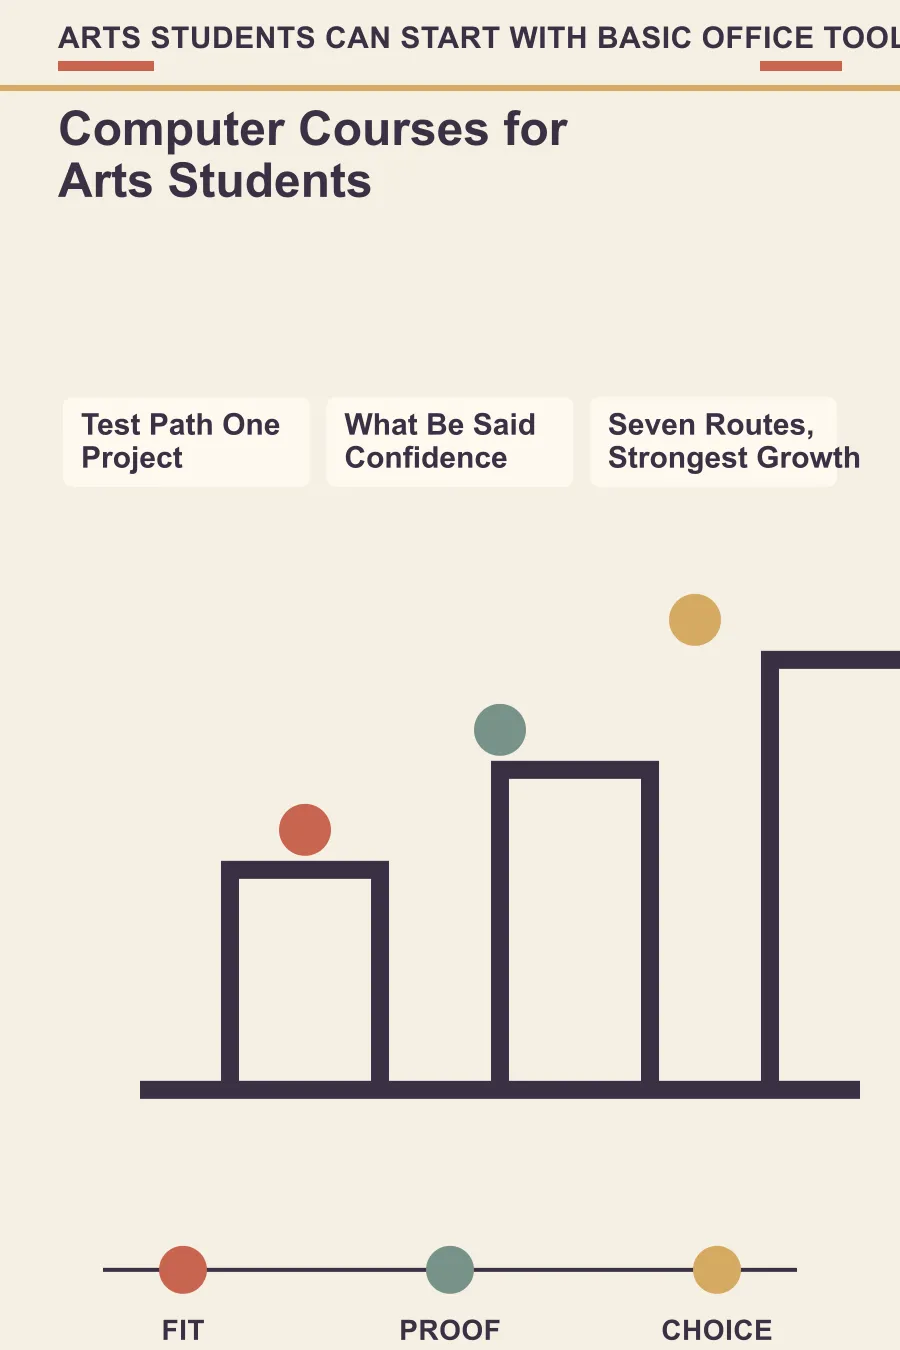 ARTS STUDENTS CAN START WITH BASIC OFFICE TOOL
Computer Courses for
Arts Students
Test Path One
Project
What Be Said
Confidence
Seven Routes,
Strongest Growth
FIT
PROOF
CHOICE